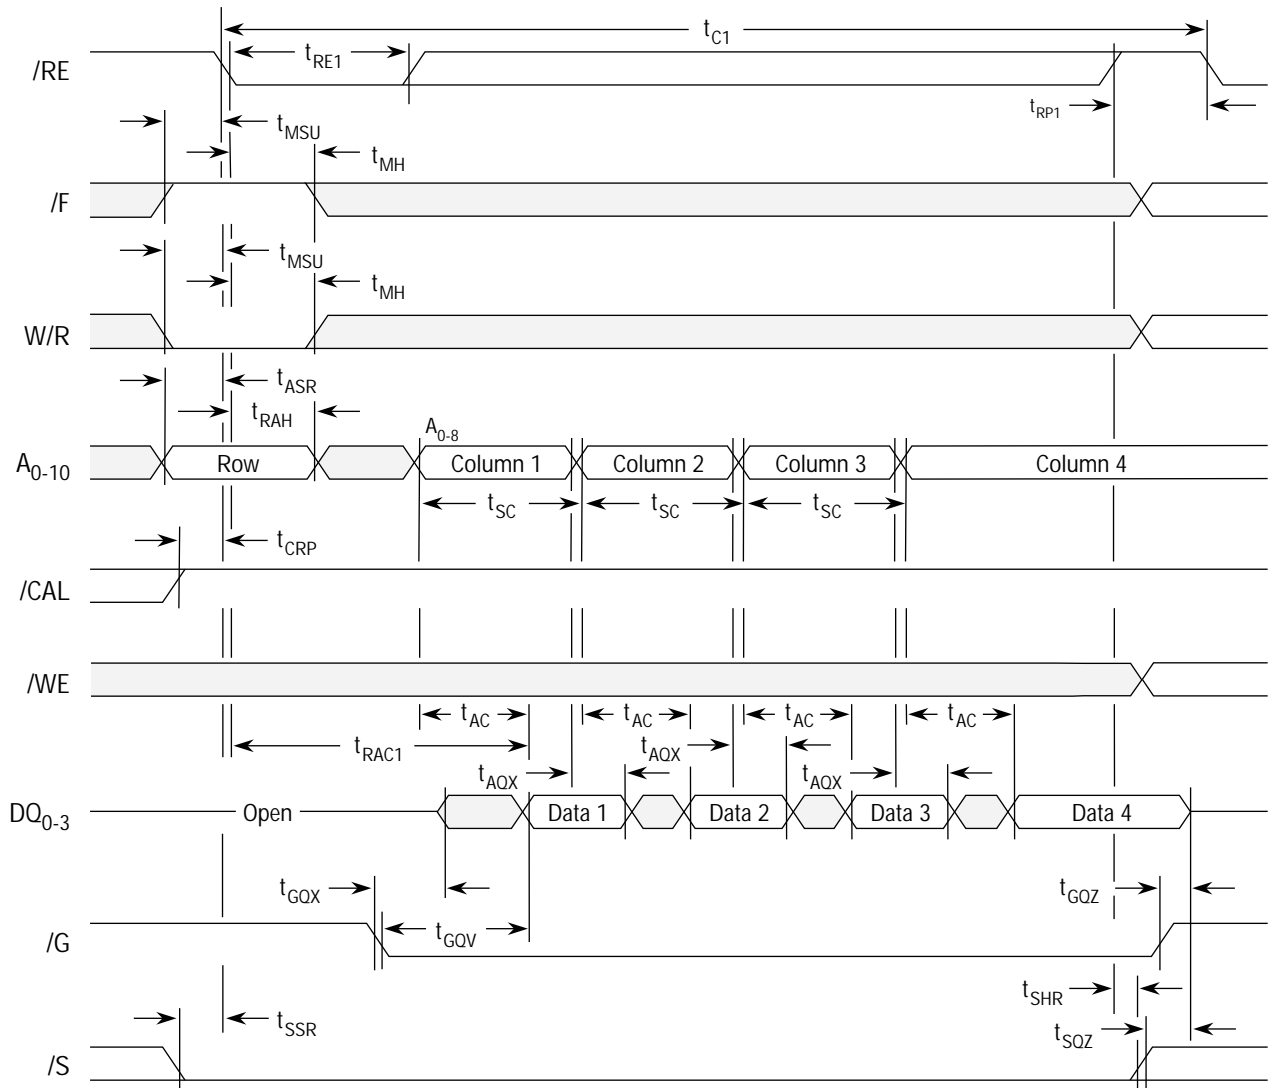 tC1
tRE1
/RE
tRP1
tMSU
tMH
/F
tMSU
tMH
W/R
tASR
tRAH
A0-8
A0-10 Row Column 1 Column 2 Column 3 Column 4
tSC tSC tSC
tCRP
/CAL
/WE
tAC tAC tAC tAC
tRAC1 tAQX
tAQX tAQX
DQ0-3 Open Data 1 Data 2 Data 3 Data 4
tGQX tGQZ
/G tGQV
tSHR
tSSR tSQZ
/S